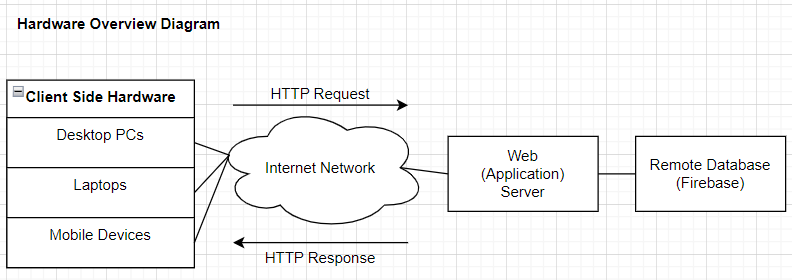 Hardware Overview Diagram
Client Side Hardware
Desktop PCs
Laptops
Mobile Devices
HTTP Request
Internet Network
HTTP Response
Web
(Application)
Server
Remote Database
(Firebase)